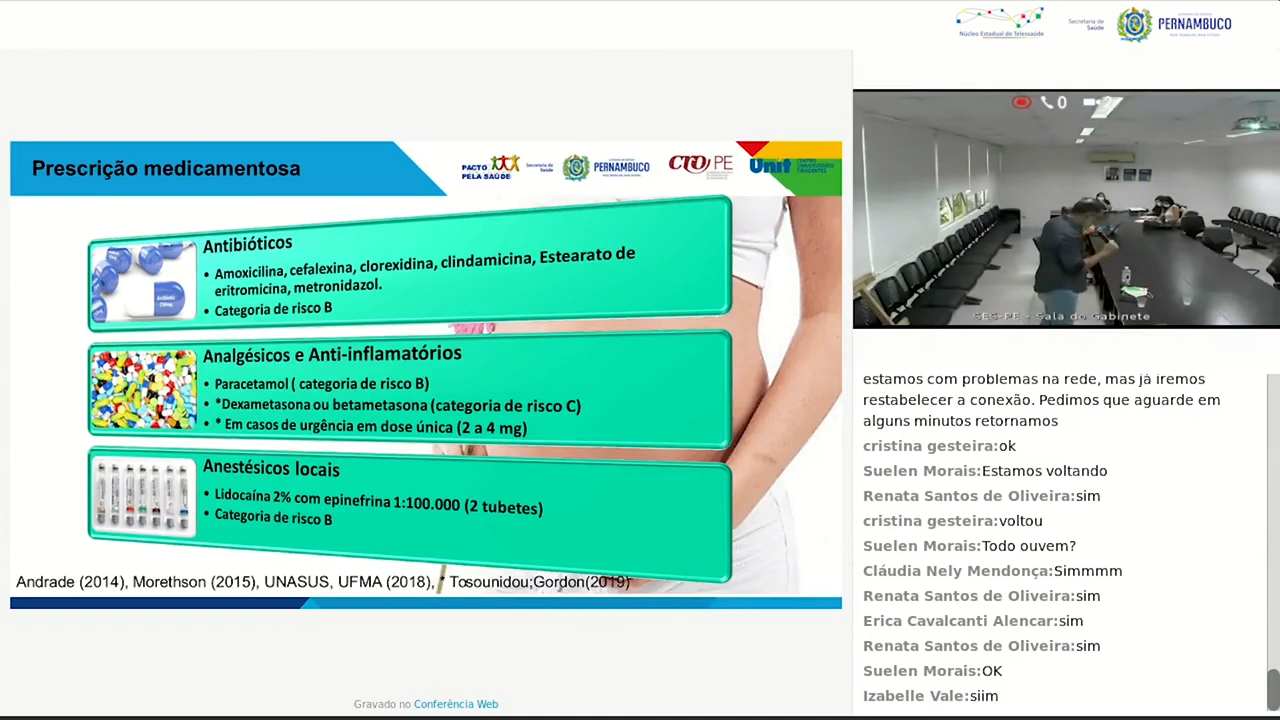 Núcleo Estadual de Telessaúde
Secretaria de
Saúde
PERNAMBUCO
Prescrição medicamentosa
PACTO
PELA SAÚDE
Secretaria de
Saúde
PERNAMBUCO
CRO PE
Unit
CENTRO
UNIVERSITÁRIO
TIRADENTES
Antibióticos
• Amoxicilina, cefalexina, clorexidina, clindamicina, Estearato de
eritromicina, metronidazol.
• Categoria de risco B
Analgésicos e Anti-inflamatórios
• Paracetamol ( categoria de risco B)
• *Dexametasona ou betametasona (categoria de risco C)
• * Em casos de urgência em dose única (2 a 4 mg)
Anestésicos locais
• Lidocaína 2% com epinefrina 1:100.000 (2 tubetes)
• Categoria de risco B
Andrade (2014), Morethson (2015), UNASUS, UFMA (2018), * Tosounidou;Gordon(2019)
Gravado no Conferência Web
0
SES-PE - Sala do Gabinete
estamos com problemas na rede, mas já iremos
restabelecer a conexão. Pedimos que aguarde em
alguns minutos retornamos
cristina gesteira:ok
Suelen Morais:Estamos voltando
Renata Santos de Oliveira:sim
cristina gesteira:voltou
Suelen Morais:Todo ouvem?
Cláudia Nely Mendonça:Simmmm
Renata Santos de Oliveira:sim
Erica Cavalcanti Alencar:sim
Renata Santos de Oliveira:sim
Suelen Morais:OK
Izabelle Vale:siim